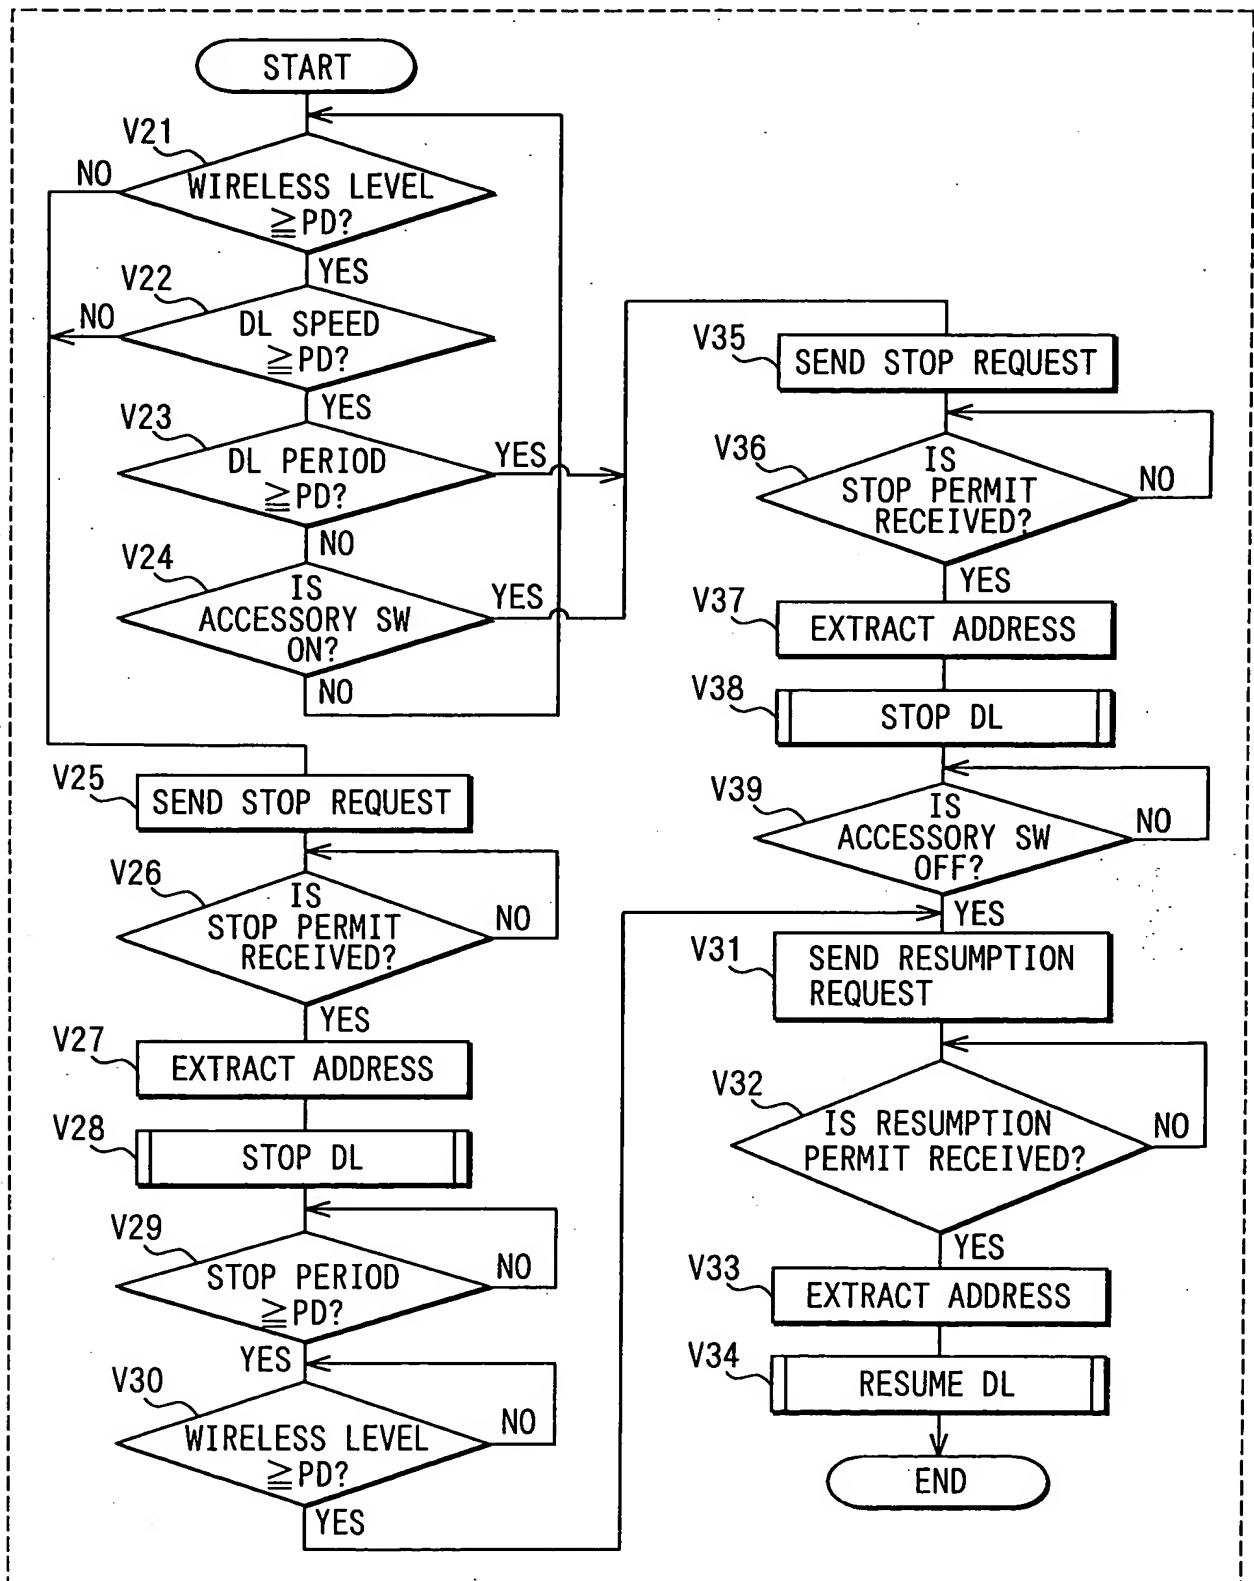 START
V21
NO
WIRELESS LEVEL
≧PD?
YES
V22
NO
DL SPEED
≧PD?
YES
V23
DL PERIOD
≧PD?
YES
NO
V24
IS
ACCESSORY SW
ON?
YES
NO
V25
SEND STOP REQUEST
V26
IS
STOP PERMIT
RECEIVED?
NO
YES
V27
EXTRACT ADDRESS
V28
STOP DL
V29
STOP PERIOD
≧PD?
NO
YES
V30
WIRELESS LEVEL
≧PD?
NO
YES
V35
SEND STOP REQUEST
V36
IS
STOP PERMIT
RECEIVED?
NO
YES
V37
EXTRACT ADDRESS
V38
STOP DL
V39
IS
ACCESSORY SW
OFF?
NO
YES
V31
SEND RESUMPTION
REQUEST
V32
IS RESUMPTION
PERMIT RECEIVED?
NO
YES
V33
EXTRACT ADDRESS
V34
RESUME DL
END